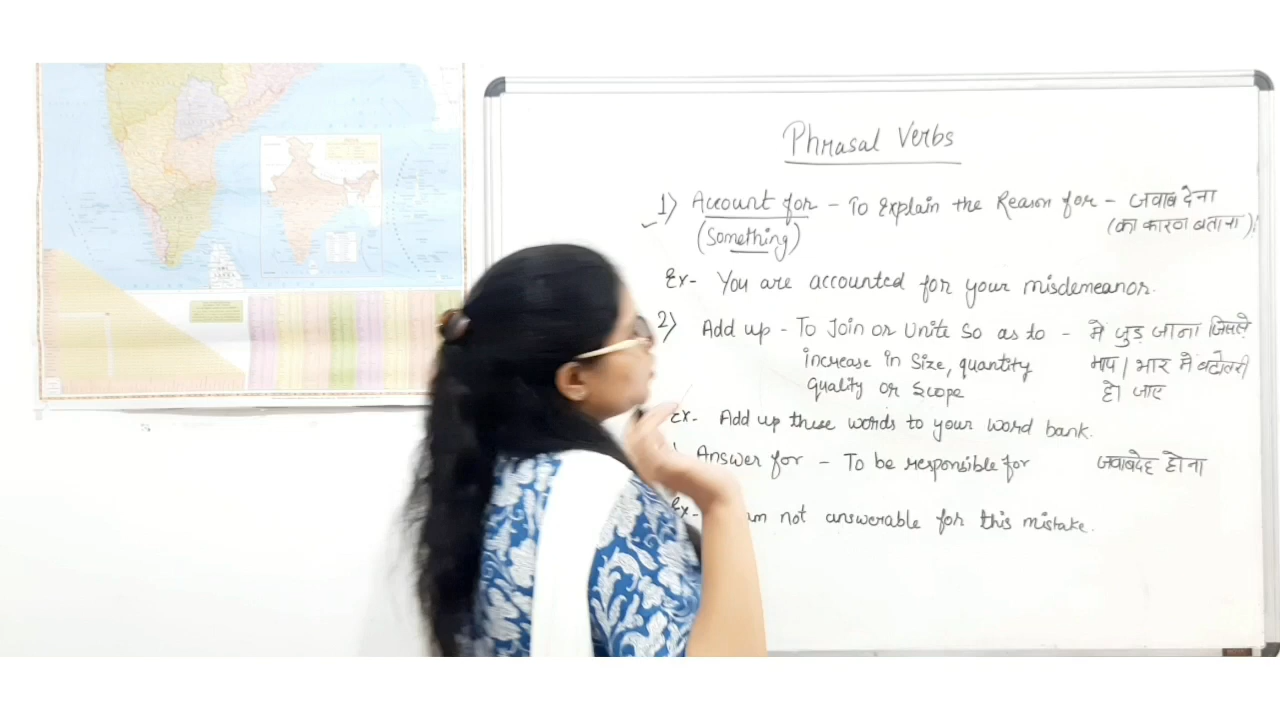 Phrasal Verbs
1) Account for - To Explain the Reason for - जवाब देना
(Something) (का कारण बताना)
Ex- You are accounted for your misdemeanor.
2) Add up - To Join or Unite So as to - में जुड़ जाना जिससे
increase in Size, quantity माप / भार में बढोतरी
quality or Scope हो जाए
Ex. Add up these words to your word bank.
Answer for - To be responsible for जवाबदेह होना
Ex- am not answerable for this mistake.